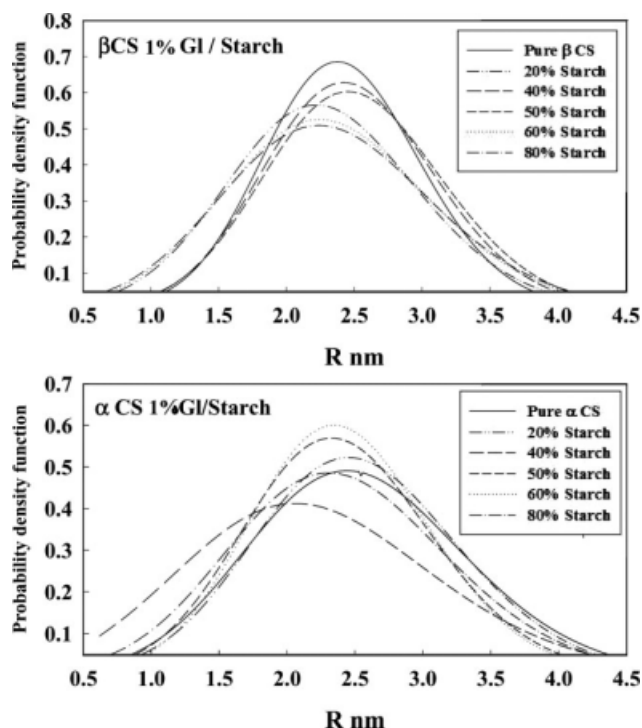 βCS 1% Gl / Starch
Pure β CS
20% Starch
40% Starch
50% Starch
60% Starch
80% Starch
Probability density function
0.8
0.7
0.6
0.5
0.4
0.3
0.2
0.1
0.5 1.0 1.5 2.0 2.5 3.0 3.5 4.0 4.5
R nm
α CS 1%Gl/Starch
Pure α CS
20% Starch
40% Starch
50% Starch
60% Starch
80% Starch
Probability density function
0.7
0.6
0.5
0.4
0.3
0.2
0.1
0.5 1.0 1.5 2.0 2.5 3.0 3.5 4.0 4.5
R nm